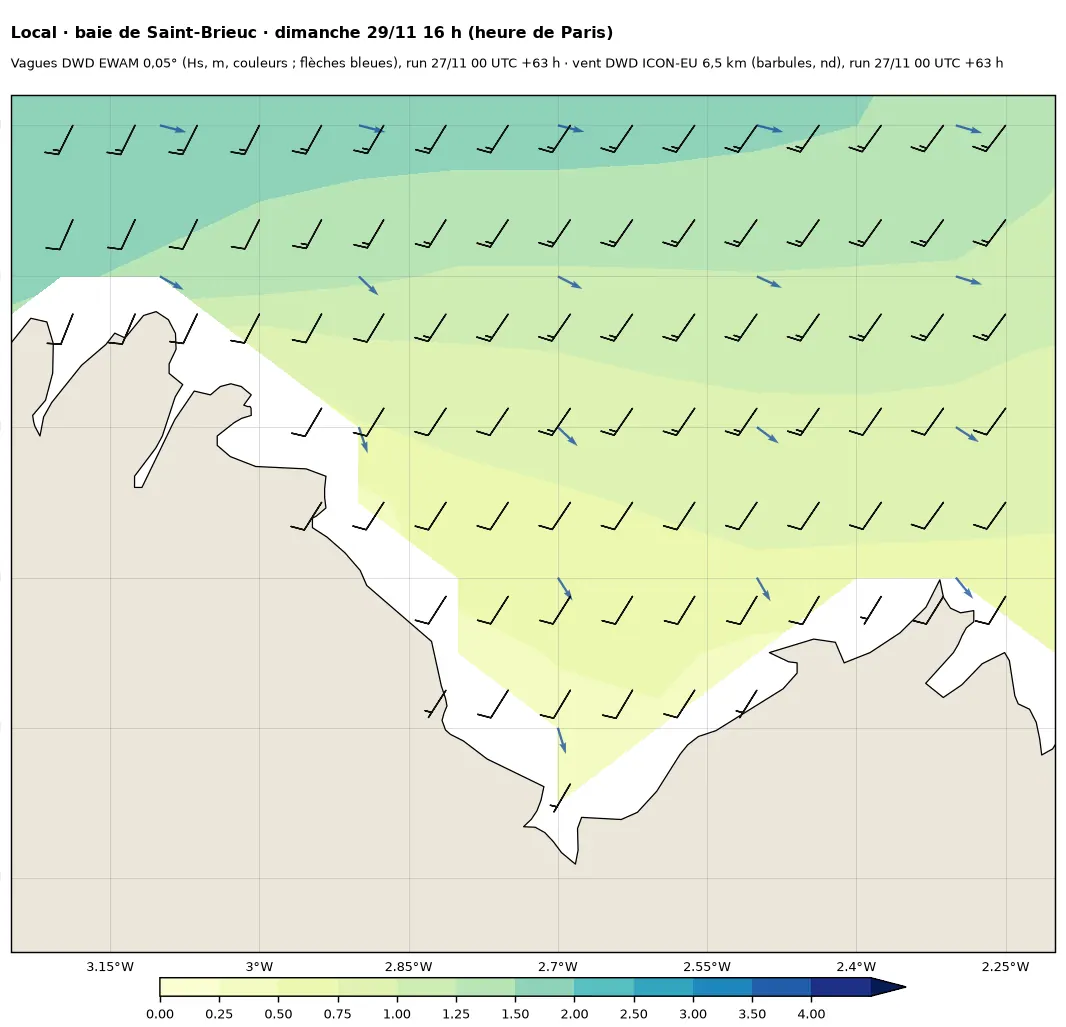 Local · baie de Saint-Brieuc · dimanche 29/11 16 h (heure de Paris)
Vagues DWD EWAM 0,05° (Hs, m, couleurs ; flèches bleues), run 27/11 00 UTC +63 h · vent DWD ICON-EU 6,5 km (barbules, nd), run 27/11 00 UTC +63 h
3.15°W 3°W 2.85°W 2.7°W 2.55°W 2.4°W 2.25°W
0.00 0.25 0.50 0.75 1.00 1.25 1.50 2.00 2.50 3.00 3.50 4.00